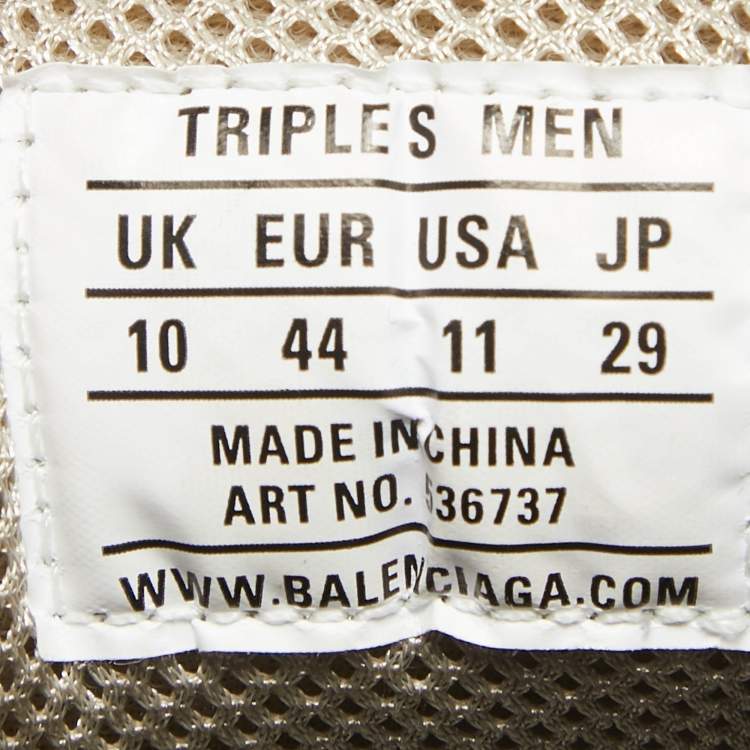 TRIPLE S MEN
UK EUR USA JP
10 44 11 29
MADE IN CHINA
ART NO. 536737
WWW.BALENCIAGA.COM